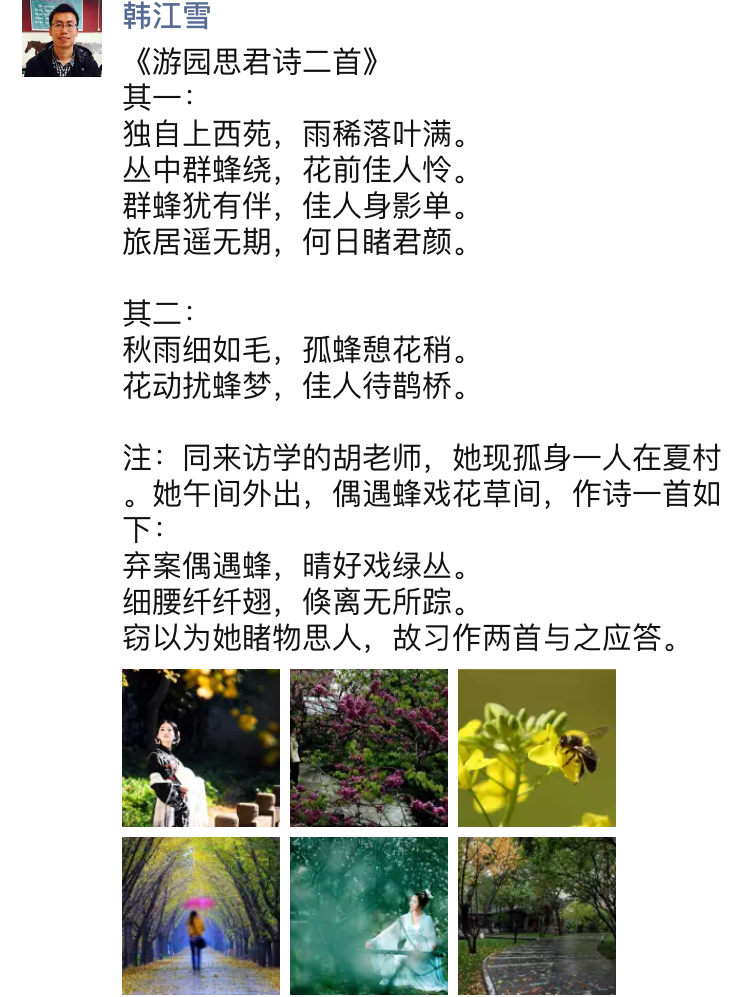 韩江雪
《游园思君诗二首》
其一：
独自上西苑，雨稀落叶满。
丛中群蜂绕，花前佳人怜。
群蜂犹有伴，佳人身影单。
旅居遥无期，何日睹君颜。
其二：
秋雨细如毛，孤蜂憩花稍。
花动扰蜂梦，佳人待鹊桥。
注：同来访学的胡老师，她现孤身一人在夏村
。她午间外出，偶遇蜂戏花草间，作诗一首如
下：
弃案偶遇蜂，晴好戏绿丛。
细腰纤纤翅，倏离无所踪。
窃以为她睹物思人，故习作两首与之应答。